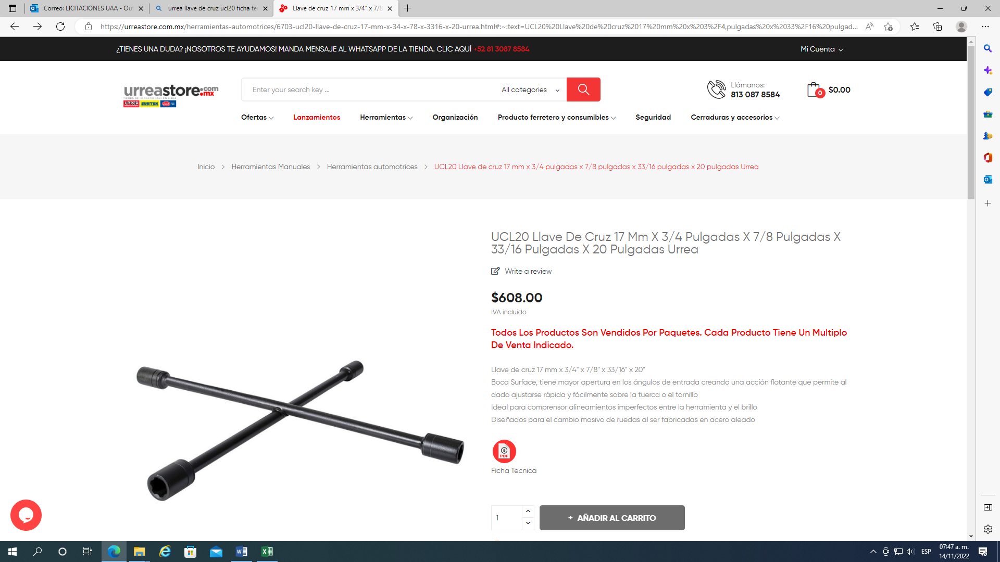 Correo: LICITACIONES UAA - Out
urrea llave de cruz ucl20 ficha tec
Llave de cruz 17 mm x 3/4" x 7/8
https://urreastore.com.mx/herramientas-automotrices/6703-ucl20-llave-de-cruz-17-mm-x-34-x-78-x-3316-x-20-urrea.html#:~:text=UCL20%20Llave%20de%20cruz%2017%20mm%20x%203%2F4,pulgadas%20x%2033%2F16%20pulgad...
¿TIENES UNA DUDA? ¡NOSOTROS TE AYUDAMOS! MANDA MENSAJE AL WHATSAPP DE LA TIENDA. CLIC AQUÍ +52 81 3087 8584
Mi Cuenta
urreastore.com.mx
TIENDA DE HERRAMIENTAS EN LÍNEA
URREA SURTEK
Enter your search key ...
All categories
Llámanos:
813 087 8584
0
$0.00
Ofertas
Lanzamientos
Herramientas
Organización
Producto ferretero y consumibles
Seguridad
Cerraduras y accesorios
Inicio > Herramientas Manuales > Herramientas automotrices > UCL20 Llave de cruz 17 mm x 3/4 pulgadas x 7/8 pulgadas x 33/16 pulgadas x 20 pulgadas Urrea
UCL20 Llave De Cruz 17 Mm X 3/4 Pulgadas X 7/8 Pulgadas X
33/16 Pulgadas X 20 Pulgadas Urrea
Write a review
$608.00
IVA incluido
Todos Los Productos Son Vendidos Por Paquetes. Cada Producto Tiene Un Multiplo
De Venta Indicado.
Llave de cruz 17 mm x 3/4" x 7/8" x 33/16" x 20"
Boca Surface, tiene mayor apertura en los ángulos de entrada creando una acción flotante que permite al
dado ajustarse rápida y fácilmente sobre la tuerca o el tornillo
Ideal para comprensor alineamientos imperfectos entre la herramienta y el brillo
Diseñados para el cambio masivo de ruedas al ser fabricadas en acero aleado
PDF
Ficha Tecnica
1
+ AÑADIR AL CARRITO
ESP
07:47 a. m.
14/11/2022